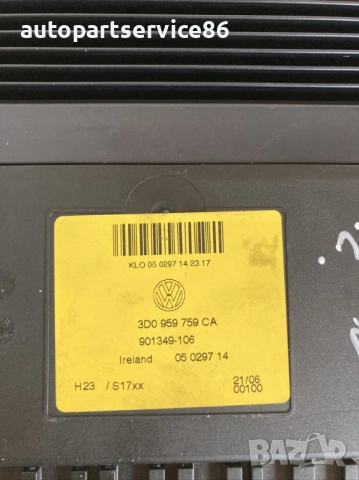 autopartservice86
KLO 05 0297 14 23 17
3D0 959 759 CA
901349-106
Ireland 05 0297 14
H23 / S17xx 21/06
00100
BAZAR